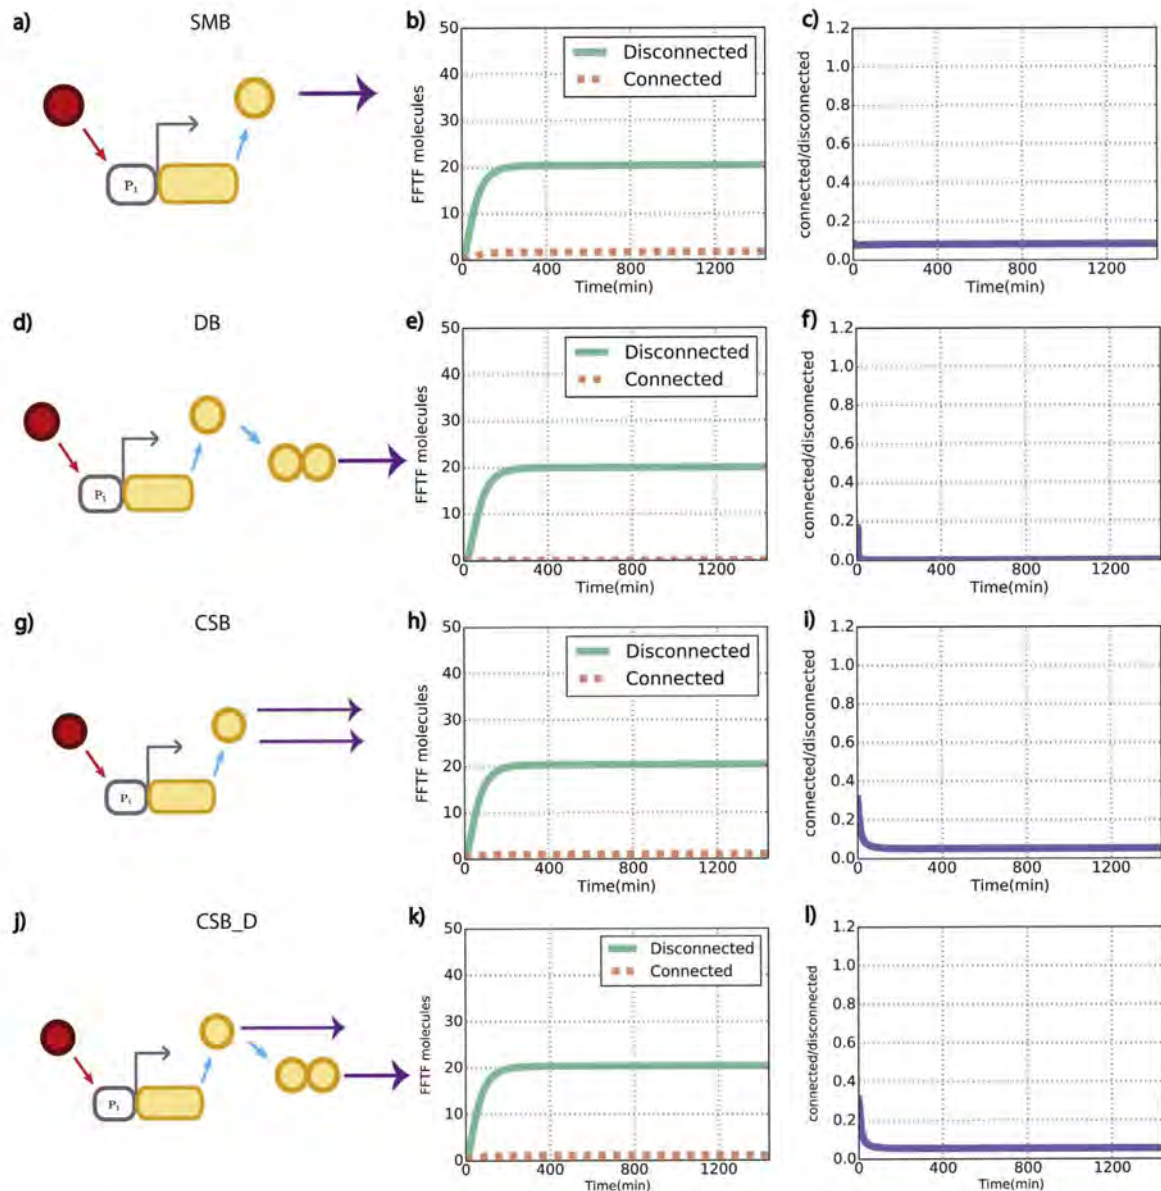 a)
SMB
P₁
b)
FFTF molecules
50
40
30
20
10
0
0 400 800 1200
Time(min)
Disconnected
Connected
c)
connected/disconnected
1.2
1.0
0.8
0.6
0.4
0.2
0.0
0 400 800 1200
Time(min)
d)
DB
P₁
e)
FFTF molecules
50
40
30
20
10
0
0 400 800 1200
Time(min)
Disconnected
Connected
f)
connected/disconnected
1.2
1.0
0.8
0.6
0.4
0.2
0.0
0 400 800 1200
Time(min)
g)
CSB
P₁
h)
FFTF molecules
50
40
30
20
10
0
0 400 800 1200
Time(min)
Disconnected
Connected
i)
connected/disconnected
1.2
1.0
0.8
0.6
0.4
0.2
0.0
0 400 800 1200
Time(min)
j)
CSB_D
P₁
k)
FFTF molecules
50
40
30
20
10
0
0 400 800 1200
Time(min)
Disconnected
Connected
l)
connected/disconnected
1.2
1.0
0.8
0.6
0.4
0.2
0.0
0 400 800 1200
Time(min)